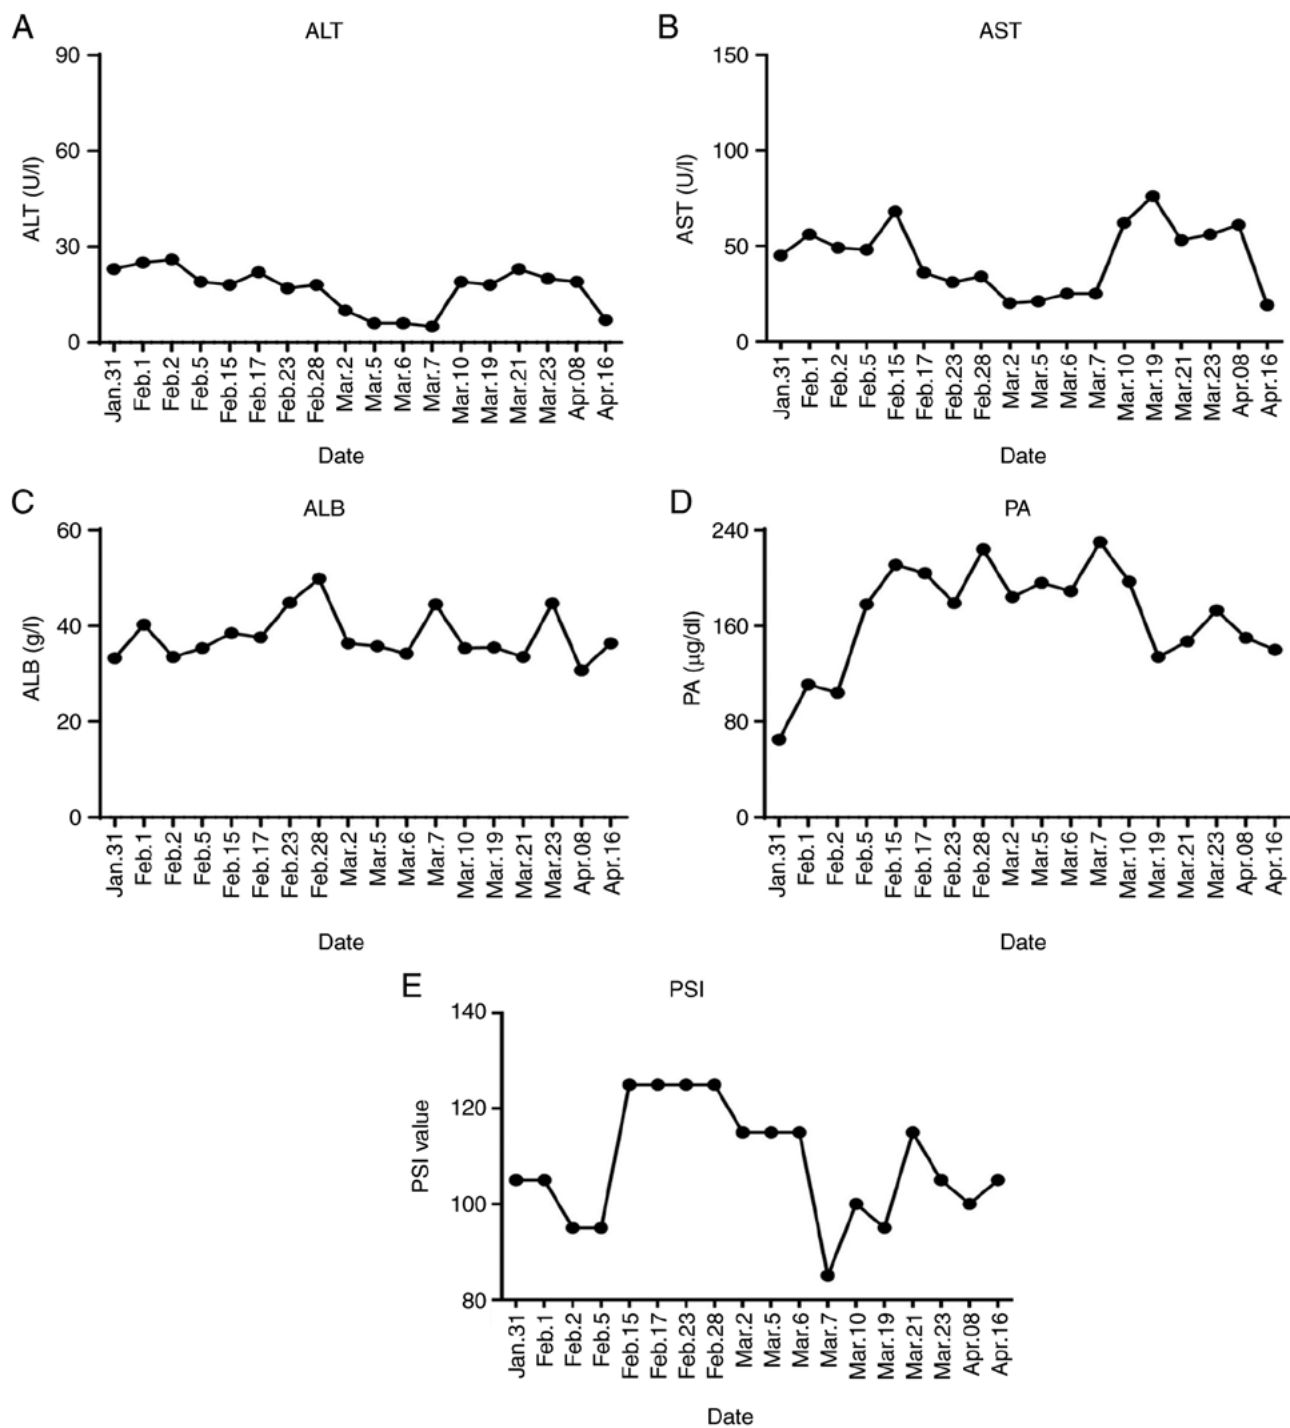 A
ALT
90
60
30
0
ALT (U/l)
Jan.31
Feb.1
Feb.2
Feb.5
Feb.15
Feb.17
Feb.23
Feb.28
Mar.2
Mar.5
Mar.6
Mar.7
Mar.10
Mar.19
Mar.21
Mar.23
Apr.08
Apr.16
Date
B
AST
150
100
50
0
AST (U/l)
Jan.31
Feb.1
Feb.2
Feb.5
Feb.15
Feb.17
Feb.23
Feb.28
Mar.2
Mar.5
Mar.6
Mar.7
Mar.10
Mar.19
Mar.21
Mar.23
Apr.08
Apr.16
Date
C
ALB
60
40
20
0
ALB (g/l)
Jan.31
Feb.1
Feb.2
Feb.5
Feb.15
Feb.17
Feb.23
Feb.28
Mar.2
Mar.5
Mar.6
Mar.7
Mar.10
Mar.19
Mar.21
Mar.23
Apr.08
Apr.16
Date
D
PA
240
160
80
0
PA (µg/dl)
Jan.31
Feb.1
Feb.2
Feb.5
Feb.15
Feb.17
Feb.23
Feb.28
Mar.2
Mar.5
Mar.6
Mar.7
Mar.10
Mar.19
Mar.21
Mar.23
Apr.08
Apr.16
Date
E
PSI
140
120
100
80
PSI value
Jan.31
Feb.1
Feb.2
Feb.5
Feb.15
Feb.17
Feb.23
Feb.28
Mar.2
Mar.5
Mar.6
Mar.7
Mar.10
Mar.19
Mar.21
Mar.23
Apr.08
Apr.16
Date